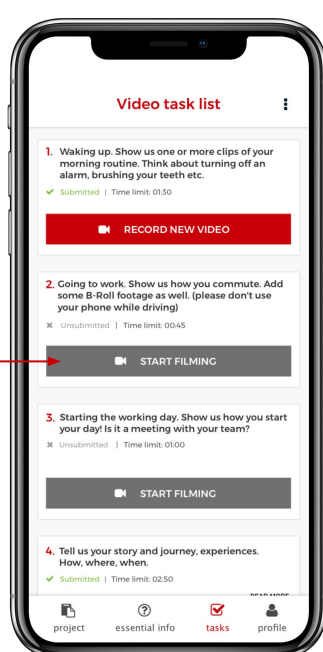 Video task list
1. Waking up. Show us one or more clips of your
morning routine. Think about turning off an
alarm, brushing your teeth etc.
Submitted | Time limit: 01:30
RECORD NEW VIDEO
2. Going to work. Show us how you commute. Add
some B-Roll footage as well. (please don't use
your phone while driving)
Unsubmitted | Time limit: 00:45
START FILMING
3. Starting the working day. Show us how you start
your day! Is it a meeting with your team?
Unsubmitted | Time limit: 01:00
START FILMING
4. Tell us your story and journey, experiences.
How, where, when.
Submitted | Time limit: 02:50
READ MORE
project essential info tasks profile